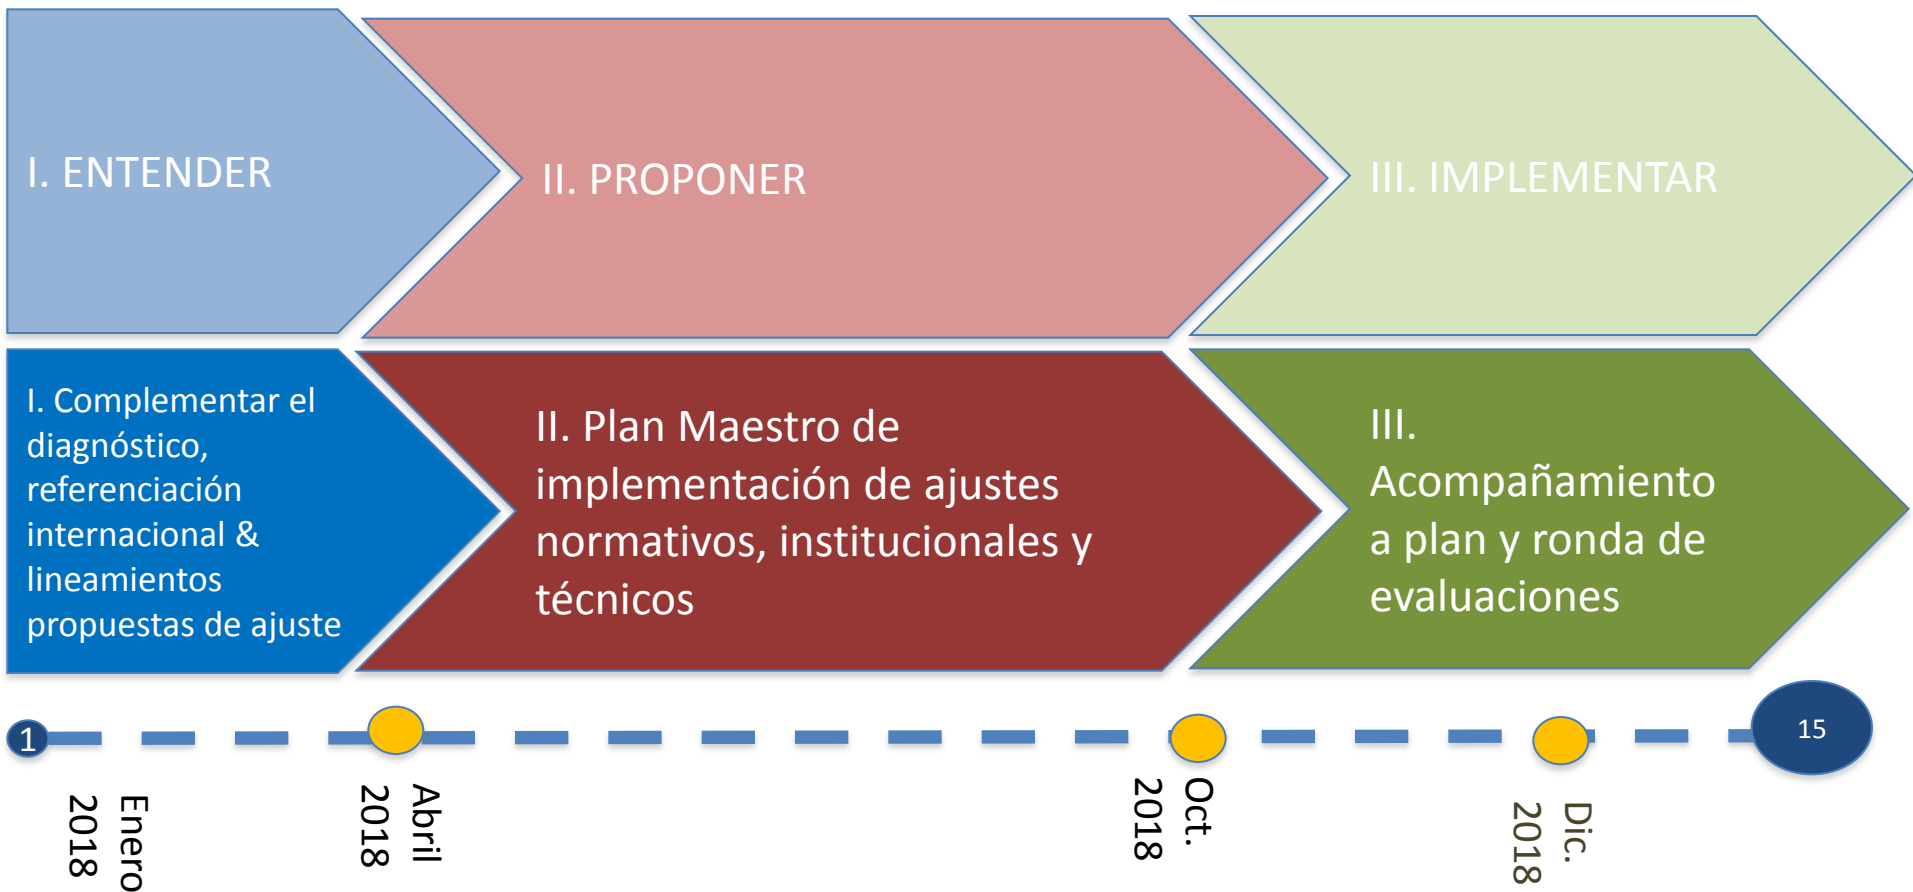 I. ENTENDER
II. PROPONER
III. IMPLEMENTAR
I. Complementar el
diagnóstico,
referenciación
internacional &
lineamientos
propuestas de ajuste
II. Plan Maestro de
implementación de ajustes
normativos, institucionales y
técnicos
III.
Acompañamiento
a plan y ronda de
evaluaciones
1
15
Enero
2018
Abril
2018
Oct.
2018
Dic.
2018